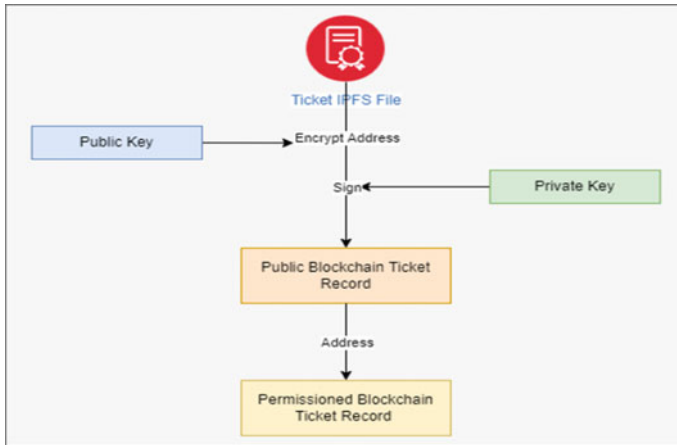 Ticket IPFS File
Encrypt Address
Public Key
Sign
Private Key
Public Blockchain Ticket
Record
Address
Permissioned Blockchain
Ticket Record